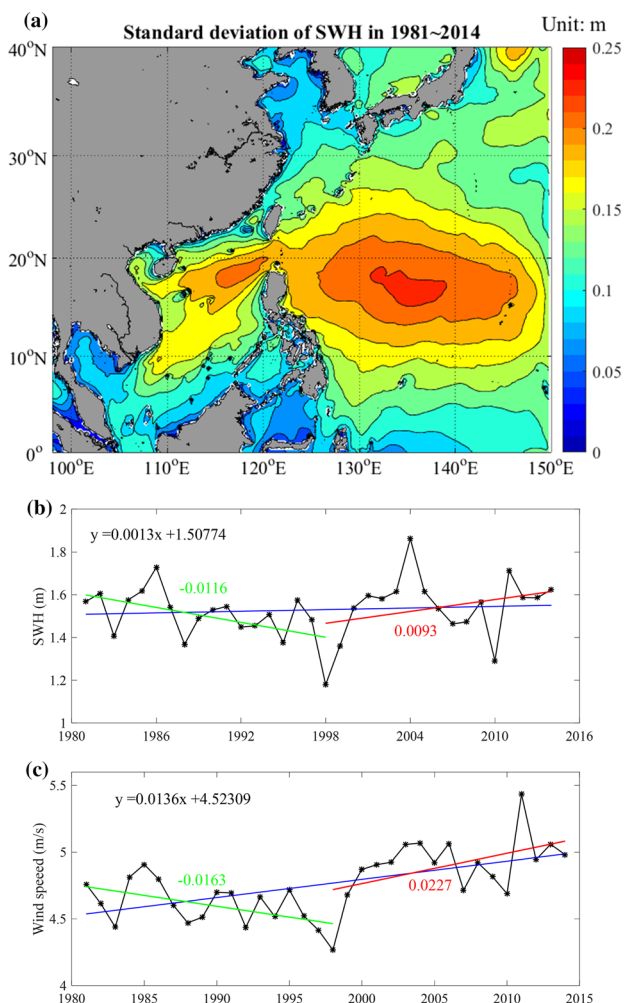 (a)
Standard deviation of SWH in 1981~2014
Unit: m
40°N
30°N
20°N
10°N
0°
100°E 110°E 120°E 130°E 140°E 150°E
0.25
0.2
0.15
0.1
0.05
0
(b)
y =0.0013x +1.50774
-0.0116
0.0093
SWH (m)
2
1.8
1.6
1.4
1.2
1
1980 1986 1992 1998 2004 2010 2016
(c)
y =0.0136x +4.52309
-0.0163
0.0227
Wind speeed (m/s)
5.5
5
4.5
4
1980 1985 1990 1995 2000 2005 2010 2015